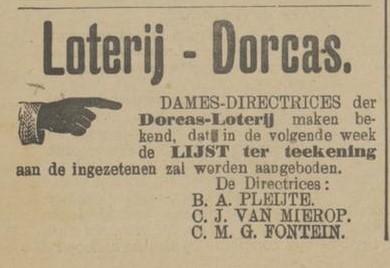 Loterij - Dorcas.
DAMES-DIRECTRICES der
Dorcas-Loterij maken be-
kend, dat in de volgende week
de LIJST ter teekening
aan de ingezetenen zal worden aangeboden.
De Directrices:
B. A. PLEIJTE.
C. J. VAN MIEROP.
C. M. G. FONTEIN.